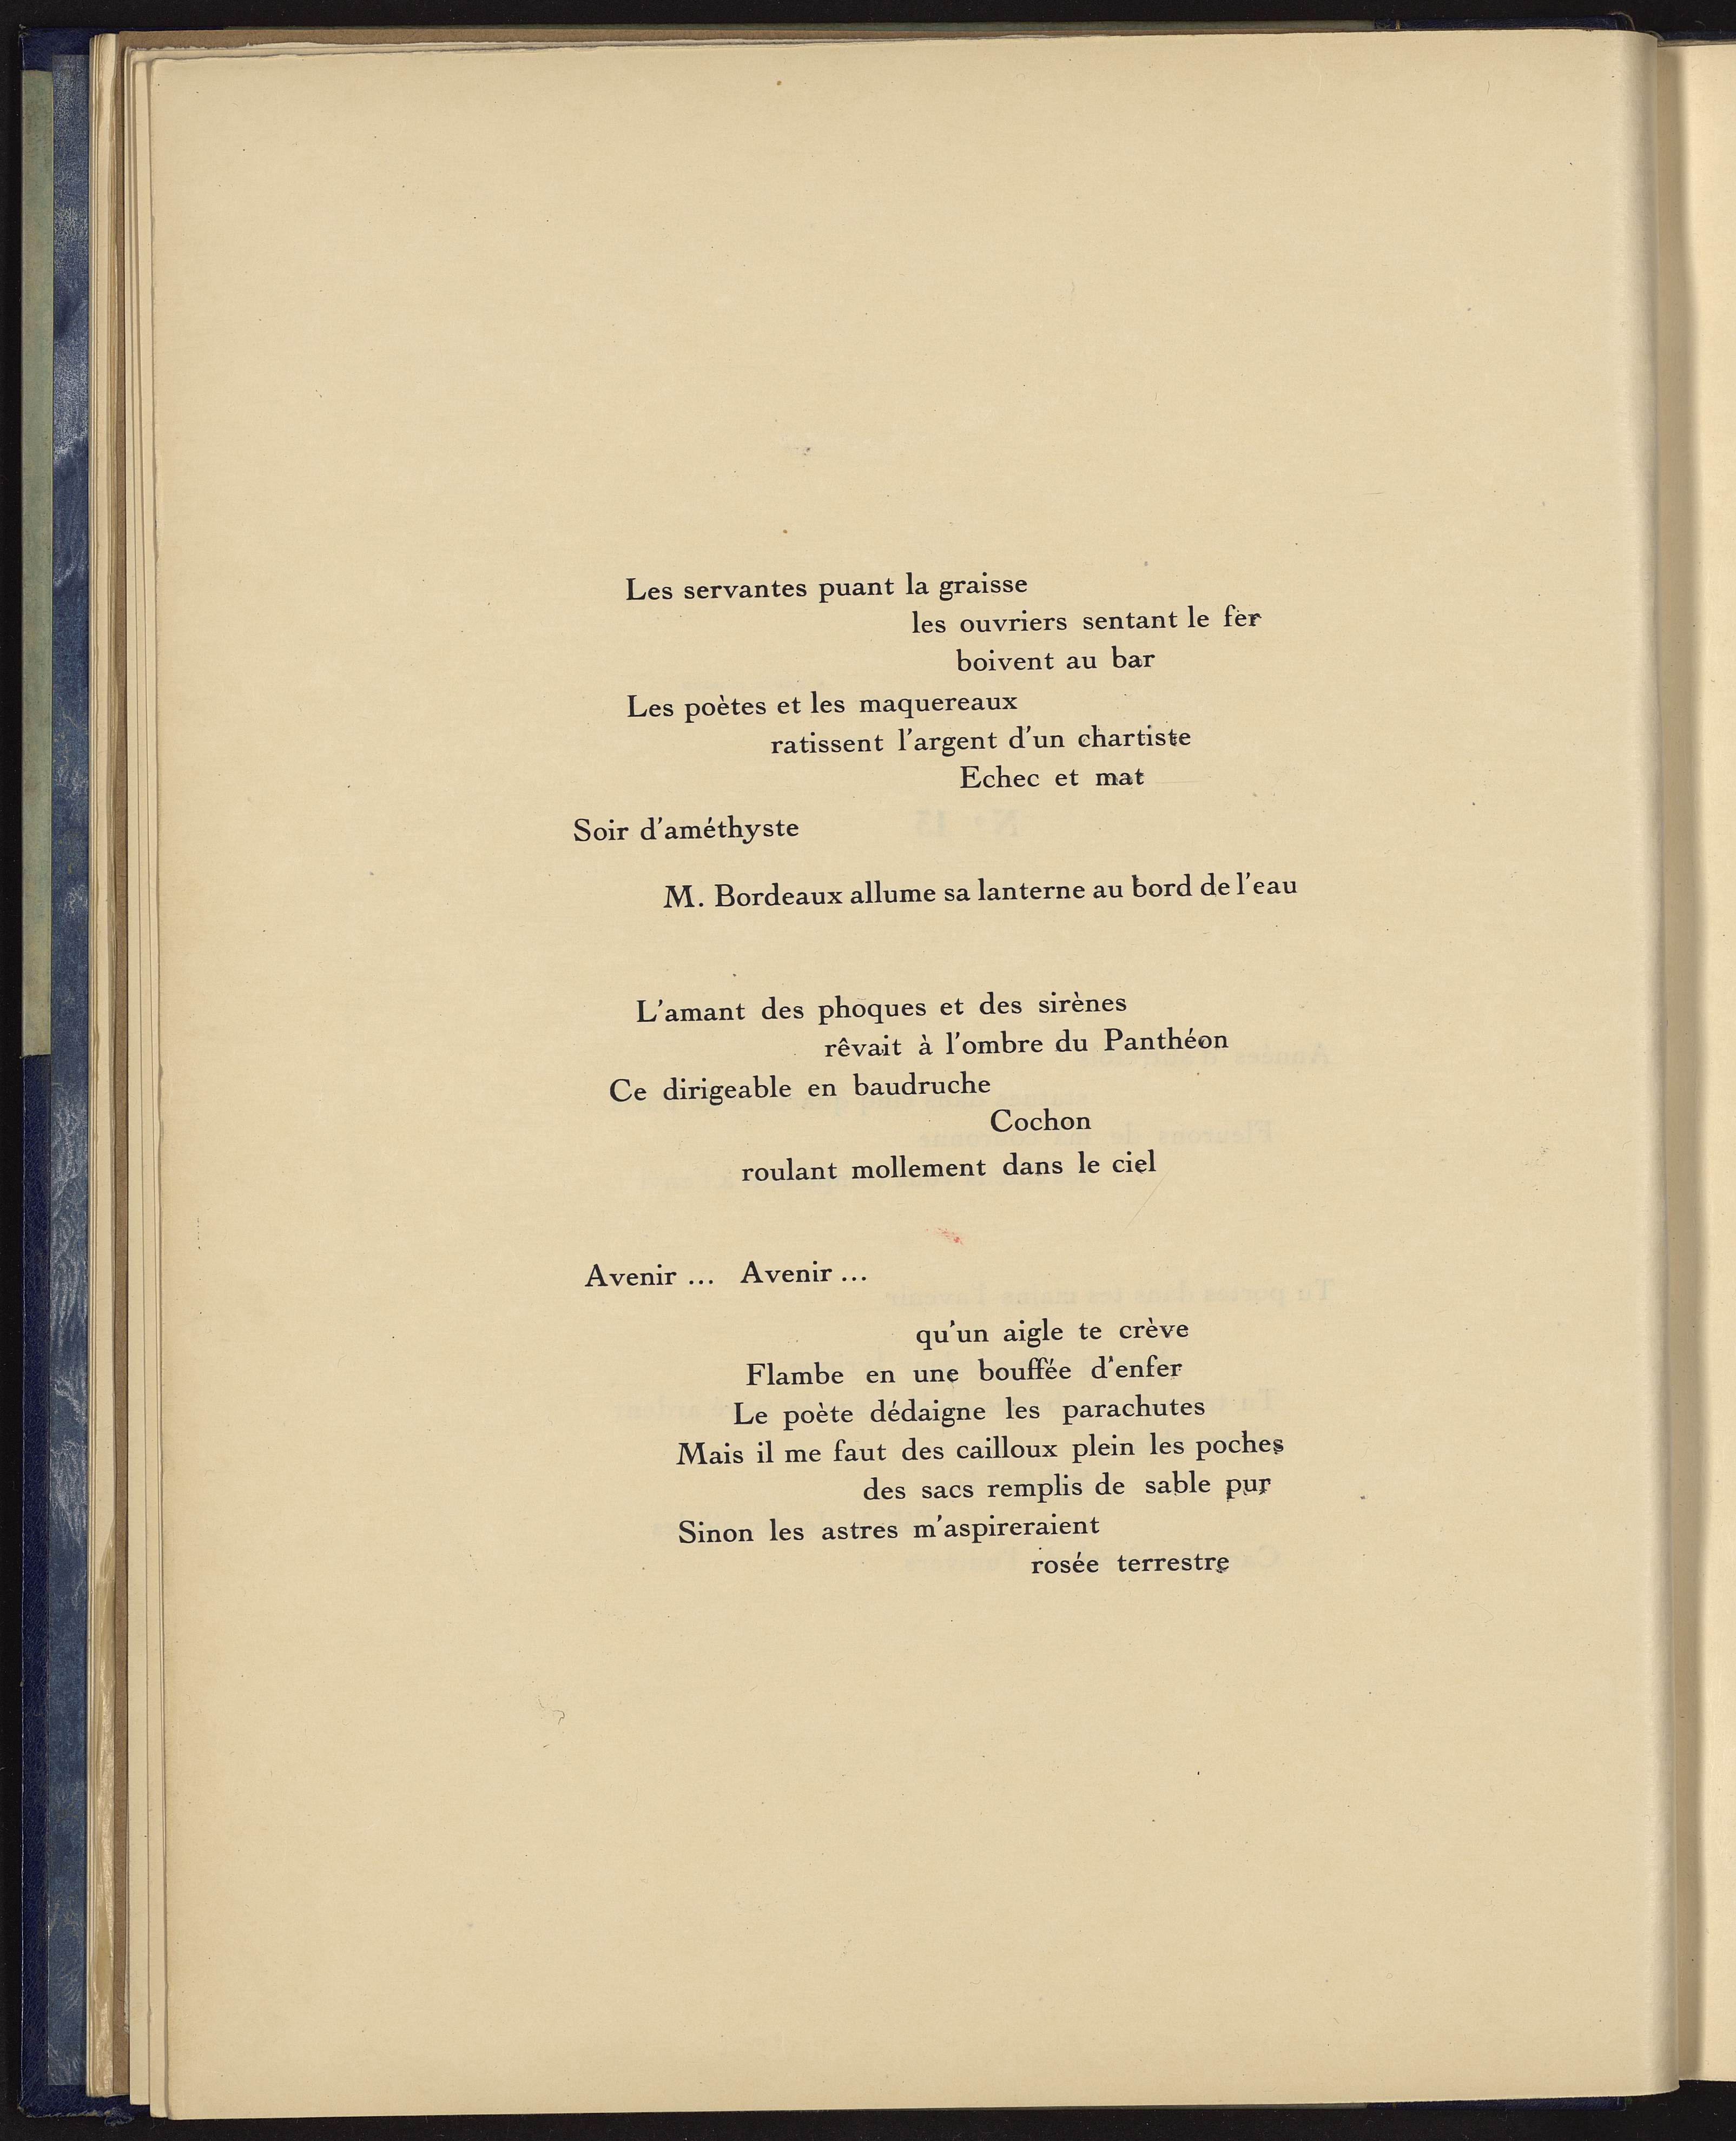 Les servantes puant la graisse
les ouvriers sentant le fer
boivent au bar
Les poètes et les maquereaux
ratissent l'argent d'un chartiste
Echec et mat
Soir d'améthyste
M. Bordeaux allume sa lanterne au bord de l'eau
L'amant des phoques et des sirènes
rêvait à l'ombre du Panthéon
Ce dirigeable en baudruche
Cochon
roulant mollement dans le ciel
Avenir ... Avenir ...
qu'un aigle te crève
Flambe en une bouffée d'enfer
Le poète dédaigne les parachutes
Mais il me faut des cailloux plein les poches
des sacs remplis de sable pur
Sinon les astres m'aspireraient
rosée terrestre